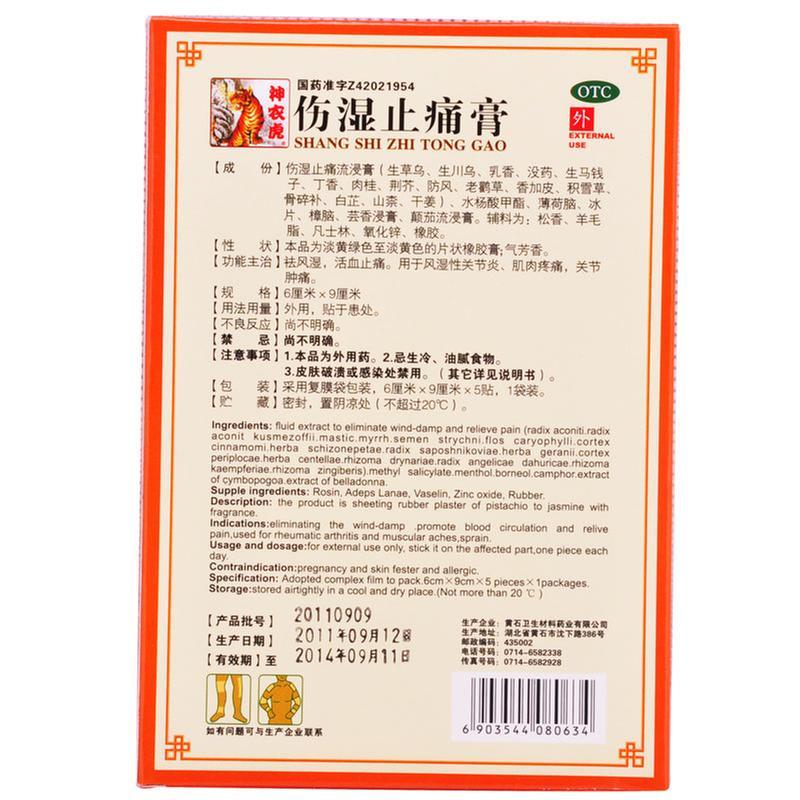 国药准字Z42021954
神农虎
伤湿止痛膏
SHANG SHI ZHI TONG GAO
OTC
外
EXTERNAL
USE
【成 份】伤湿止痛流浸膏（生草乌、生川乌、乳香、没药、生马钱
子、丁香、肉桂、荆芥、防风、老鹳草、香加皮、积雪草、
骨碎补、白芷、山柰、干姜）、水杨酸甲酯、薄荷脑、冰
片、樟脑、芸香浸膏、颠茄流浸膏。辅料为：松香、羊毛
脂、凡士林、氧化锌、橡胶。
【性 状】本品为淡黄绿色至淡黄色的片状橡胶膏;气芳香。
【功能主治】祛风湿，活血止痛。用于风湿性关节炎、肌肉疼痛，关节
肿痛。
【规 格】6厘米×9厘米
【用法用量】外用，贴于患处。
【不良反应】尚不明确。
【禁 忌】尚不明确。
【注意事项】1.本品为外用药。2.忌生冷、油腻食物。
3.皮肤破溃或感染处禁用。（其它详见说明书）。
【包 装】采用复膜袋包装，6厘米×9厘米×5贴，1袋装。
【贮 藏】密封，置阴凉处（不超过20℃）。
Ingredients: fluid extract to eliminate wind-damp and relieve pain (radix aconiti.radix
aconit kusmezoffii.mastic.myrrh.semen strychni.flos caryophylli.cortex
cinnamomi.herba schizonepetae.radix saposhnikoviae.herba geranii.cortex
periplocae.herba centellae.rhizoma drynariae.radix angelicae dahuricae.rhizoma
kaempferiae.rhizoma zingiberis).methyl salicylate.menthol.borneol.camphor.extract
of cymbopogoa.extract of belladonna.
Supple ingredients: Rosin, Adeps Lanae, Vaselin, Zinc oxide, Rubber.
Description: the product is sheeting rubber plaster of pistachio to jasmine with
fragrance.
Indications:eliminating the wind-damp .promote blood circulation and relive
pain,used for rheumatic arthritis and muscular aches,sprain.
Usage and dosage:for external use only, stick it on the affected part,one piece each
day.
Contraindication:pregnancy and skin fester and allergic.
Specification: Adopted complex film to pack.6cm×9cm×5 pieces×1packages.
Storage:stored airtightly in a cool and dry place.(Not more than 20 ℃)
【产品批号】 20110909
【生产日期】 2011年09月12日
【有效期】至 2014年09月11日
生产企业：黄石卫生材料药业有限公司
生产地址：湖北省黄石市沈下路386号
邮政编码：435002
电话号码：0714-6582338
传真号码：0714-6582928
如有问题可与生产企业联系
6 903544 080634